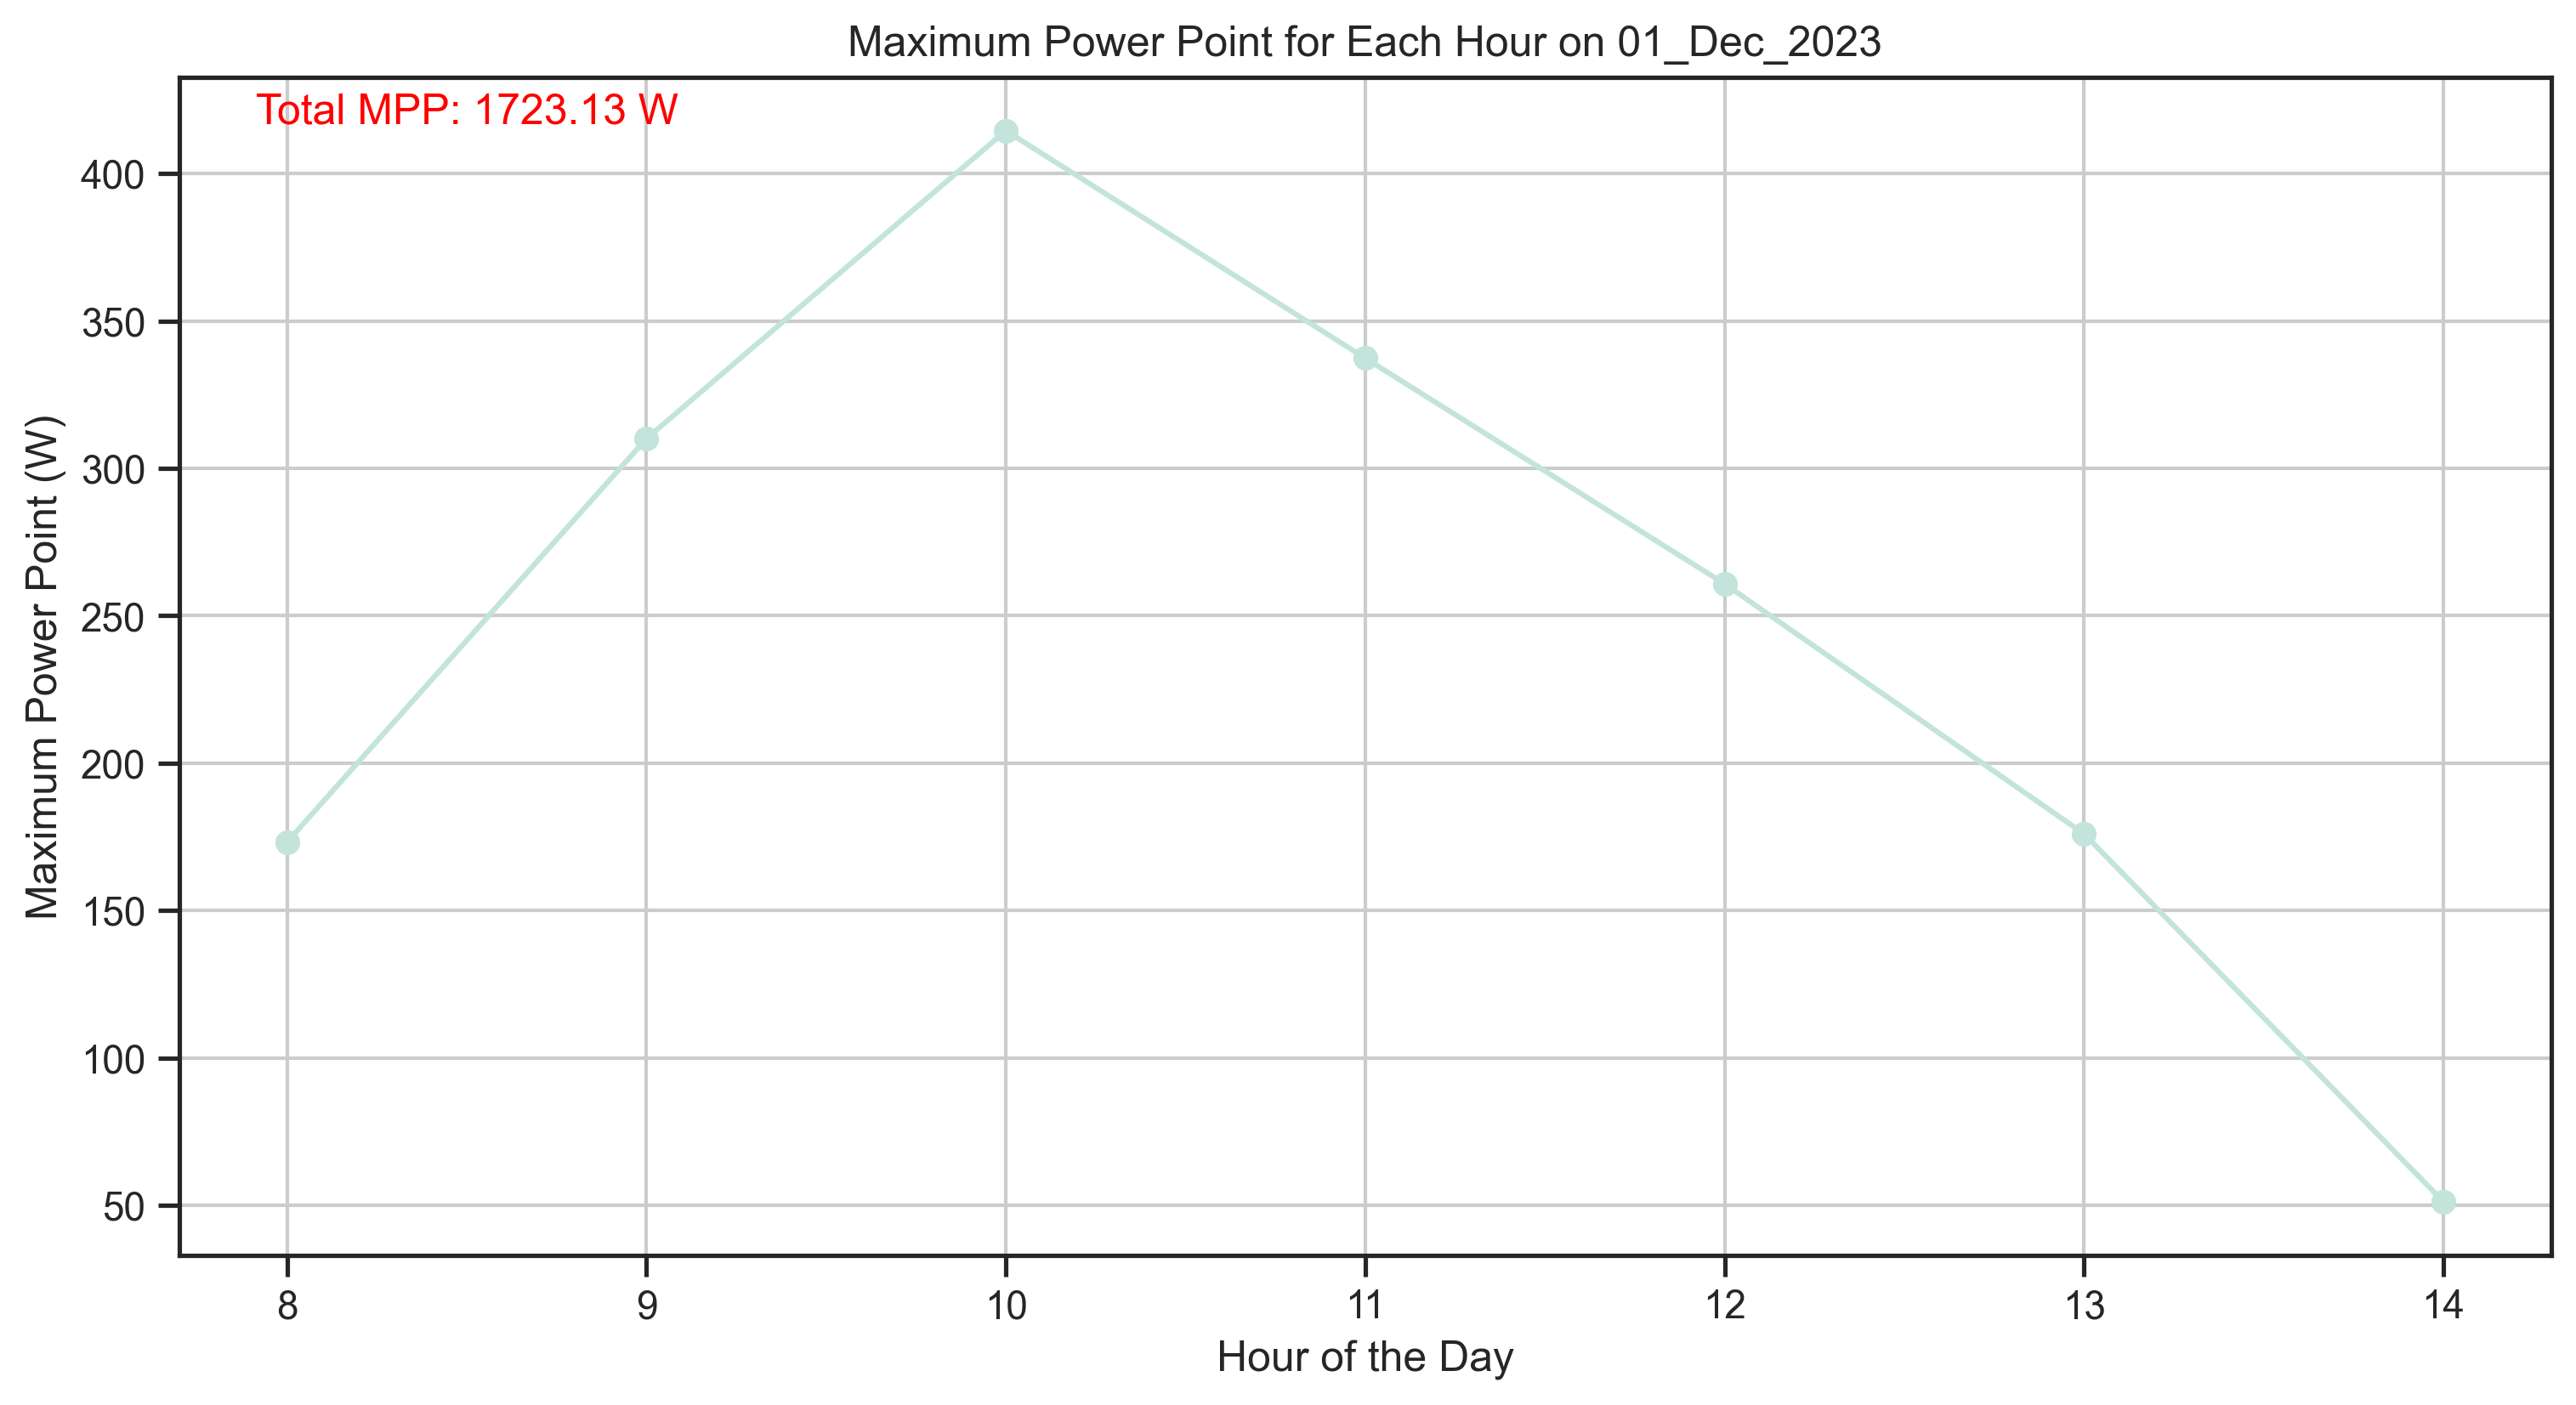 Maximum Power Point for Each Hour on 01_Dec_2023
Total MPP: 1723.13 W
Maximum Power Point (W)
400
350
300
250
200
150
100
50
8 9 10 11 12 13 14
Hour of the Day